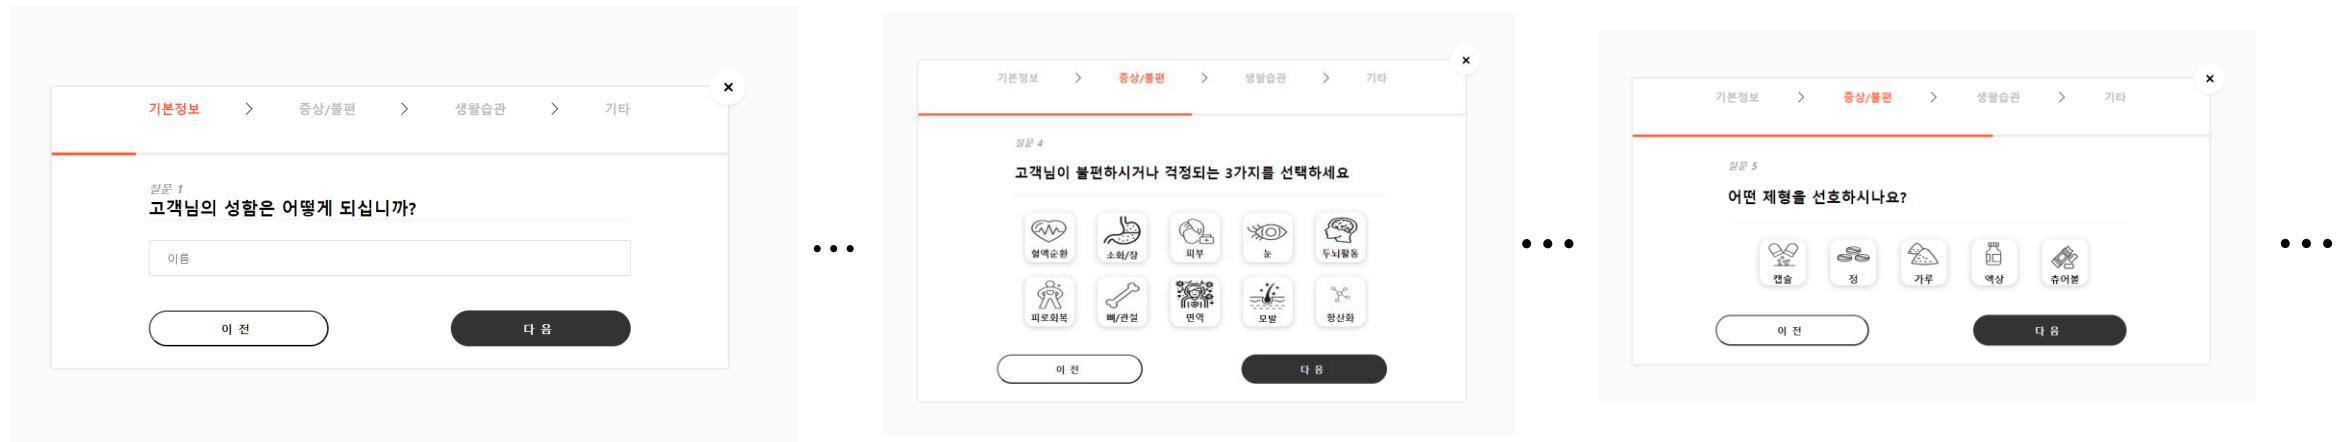 기본정보 > 증상/불편 > 생활습관 > 기타
질문 1
고객님의 성함은 어떻게 되십니까?
이름
이 전
다 음
기본정보 > 증상/불편 > 생활습관 > 기타
질문 4
고객님이 불편하시거나 걱정되는 3가지를 선택하세요
혈액순환 소화/장 피부 눈 두뇌활동
피로회복 뼈/관절 면역 모발 항산화
이 전
다 음
기본정보 > 증상/불편 > 생활습관 > 기타
질문 5
어떤 제형을 선호하시나요?
캡슐 정 가루 액상 츄어블
이 전
다 음